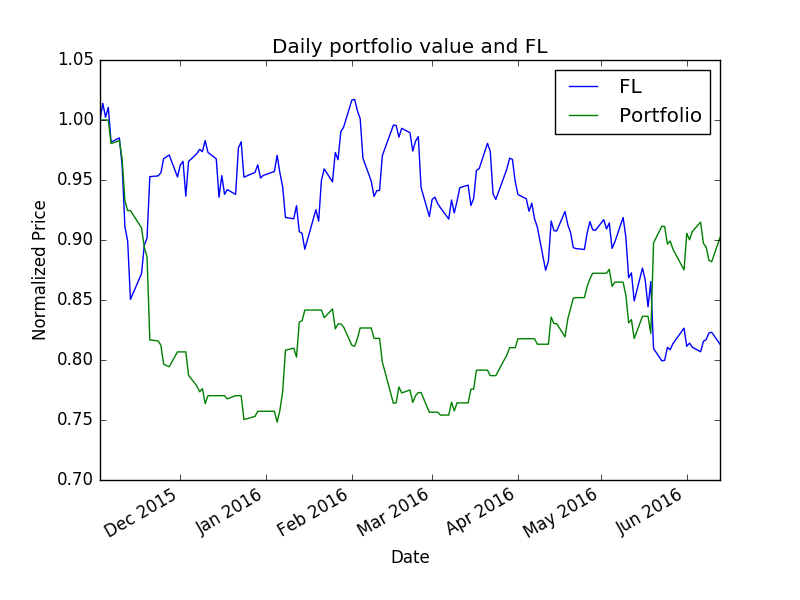 Daily portfolio value and FL
FL
Portfolio
1.05
1.00
0.95
0.90
0.85
0.80
0.75
0.70
Normalized Price
Dec 2015
Jan 2016
Feb 2016
Mar 2016
Apr 2016
May 2016
Jun 2016
Date